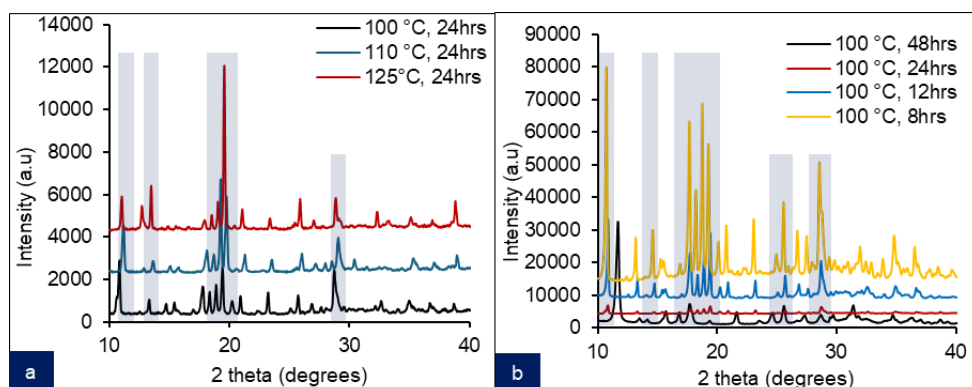 14000
12000
10000
8000
6000
4000
2000
0
Intensity (a.u)
100 °C, 24hrs
110 °C, 24hrs
125°C, 24hrs
10
20
30
40
2 theta (degrees)
a
90000
80000
70000
60000
50000
40000
30000
20000
10000
0
Intensity (a.u)
100 °C, 48hrs
100 °C, 24hrs
100 °C, 12hrs
100 °C, 8hrs
10
20
30
40
2 theta (degrees)
b